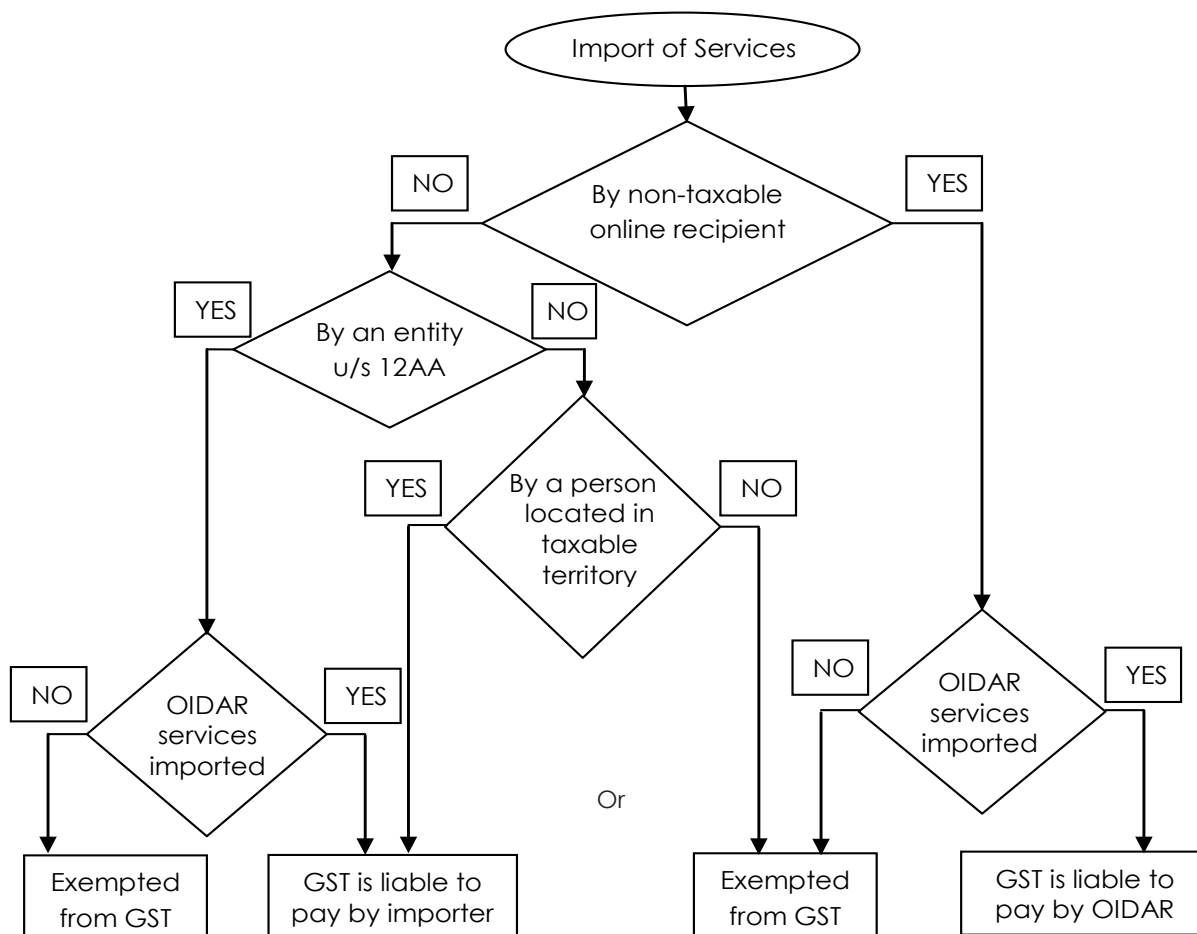 Import of Services
NO
By non-taxable
online recipient
YES
YES
By an entity
u/s 12AA
NO
YES
By a person
located in
taxable
territory
NO
NO
OIDAR
services
imported
YES
NO
OIDAR
services
imported
YES
Or
Exempted
from GST
GST is liable to
pay by importer
Exempted
from GST
GST is liable to
pay by OIDAR